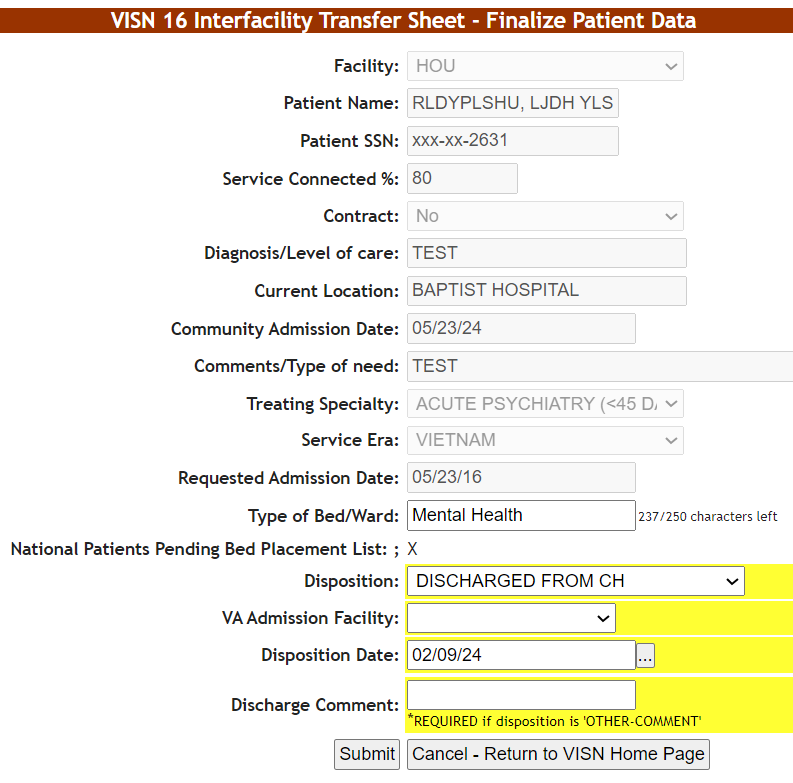 VISN 16 Interfacility Transfer Sheet - Finalize Patient Data
Facility: HOU
Patient Name: RLDYPLSHU, LJDH YLS
Patient SSN: xxx-xx-2631
Service Connected %: 80
Contract: No
Diagnosis/Level of care: TEST
Current Location: BAPTIST HOSPITAL
Community Admission Date: 05/23/24
Comments/Type of need: TEST
Treating Specialty: ACUTE PSYCHIATRY (<45 DA
Service Era: VIETNAM
Requested Admission Date: 05/23/16
Type of Bed/Ward: Mental Health 237/250 characters left
National Patients Pending Bed Placement List: ; X
Disposition: DISCHARGED FROM CH
VA Admission Facility:
Disposition Date: 02/09/24 ...
Discharge Comment:
*REQUIRED if disposition is 'OTHER-COMMENT'
Submit Cancel - Return to VISN Home Page